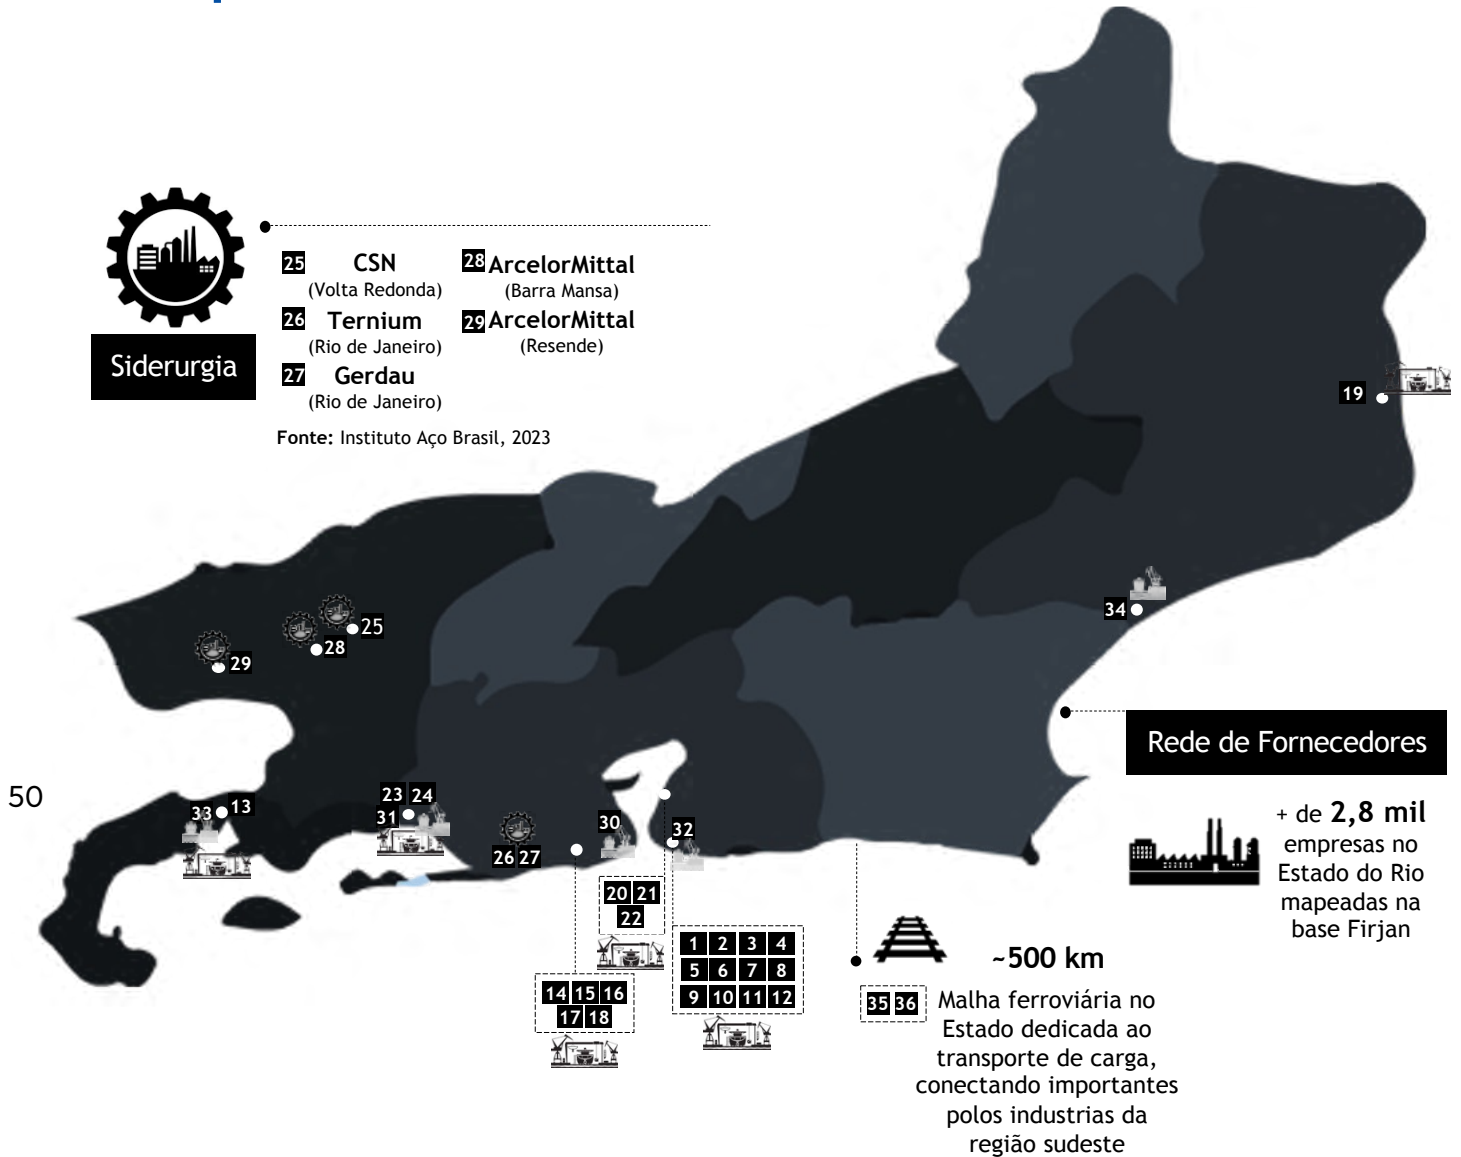 25 CSN
(Volta Redonda)
26 Ternium
(Rio de Janeiro)
27 Gerdau
(Rio de Janeiro)
28 ArcelorMittal
(Barra Mansa)
29 ArcelorMittal
(Resende)
Siderurgia
Fonte: Instituto Aço Brasil, 2023
19
34
25
28
29
Rede de Fornecedores
+ de 2,8 mil
empresas no
Estado do Rio
mapeadas na
base Firjan
50
33 13
23 24
31
26 27
30
32
20 21
22
1 2 3 4
5 6 7 8
9 10 11 12
14 15 16
17 18
~500 km
35 36
Malha ferroviária no
Estado dedicada ao
transporte de carga,
conectando importantes
polos industrias da
região sudeste